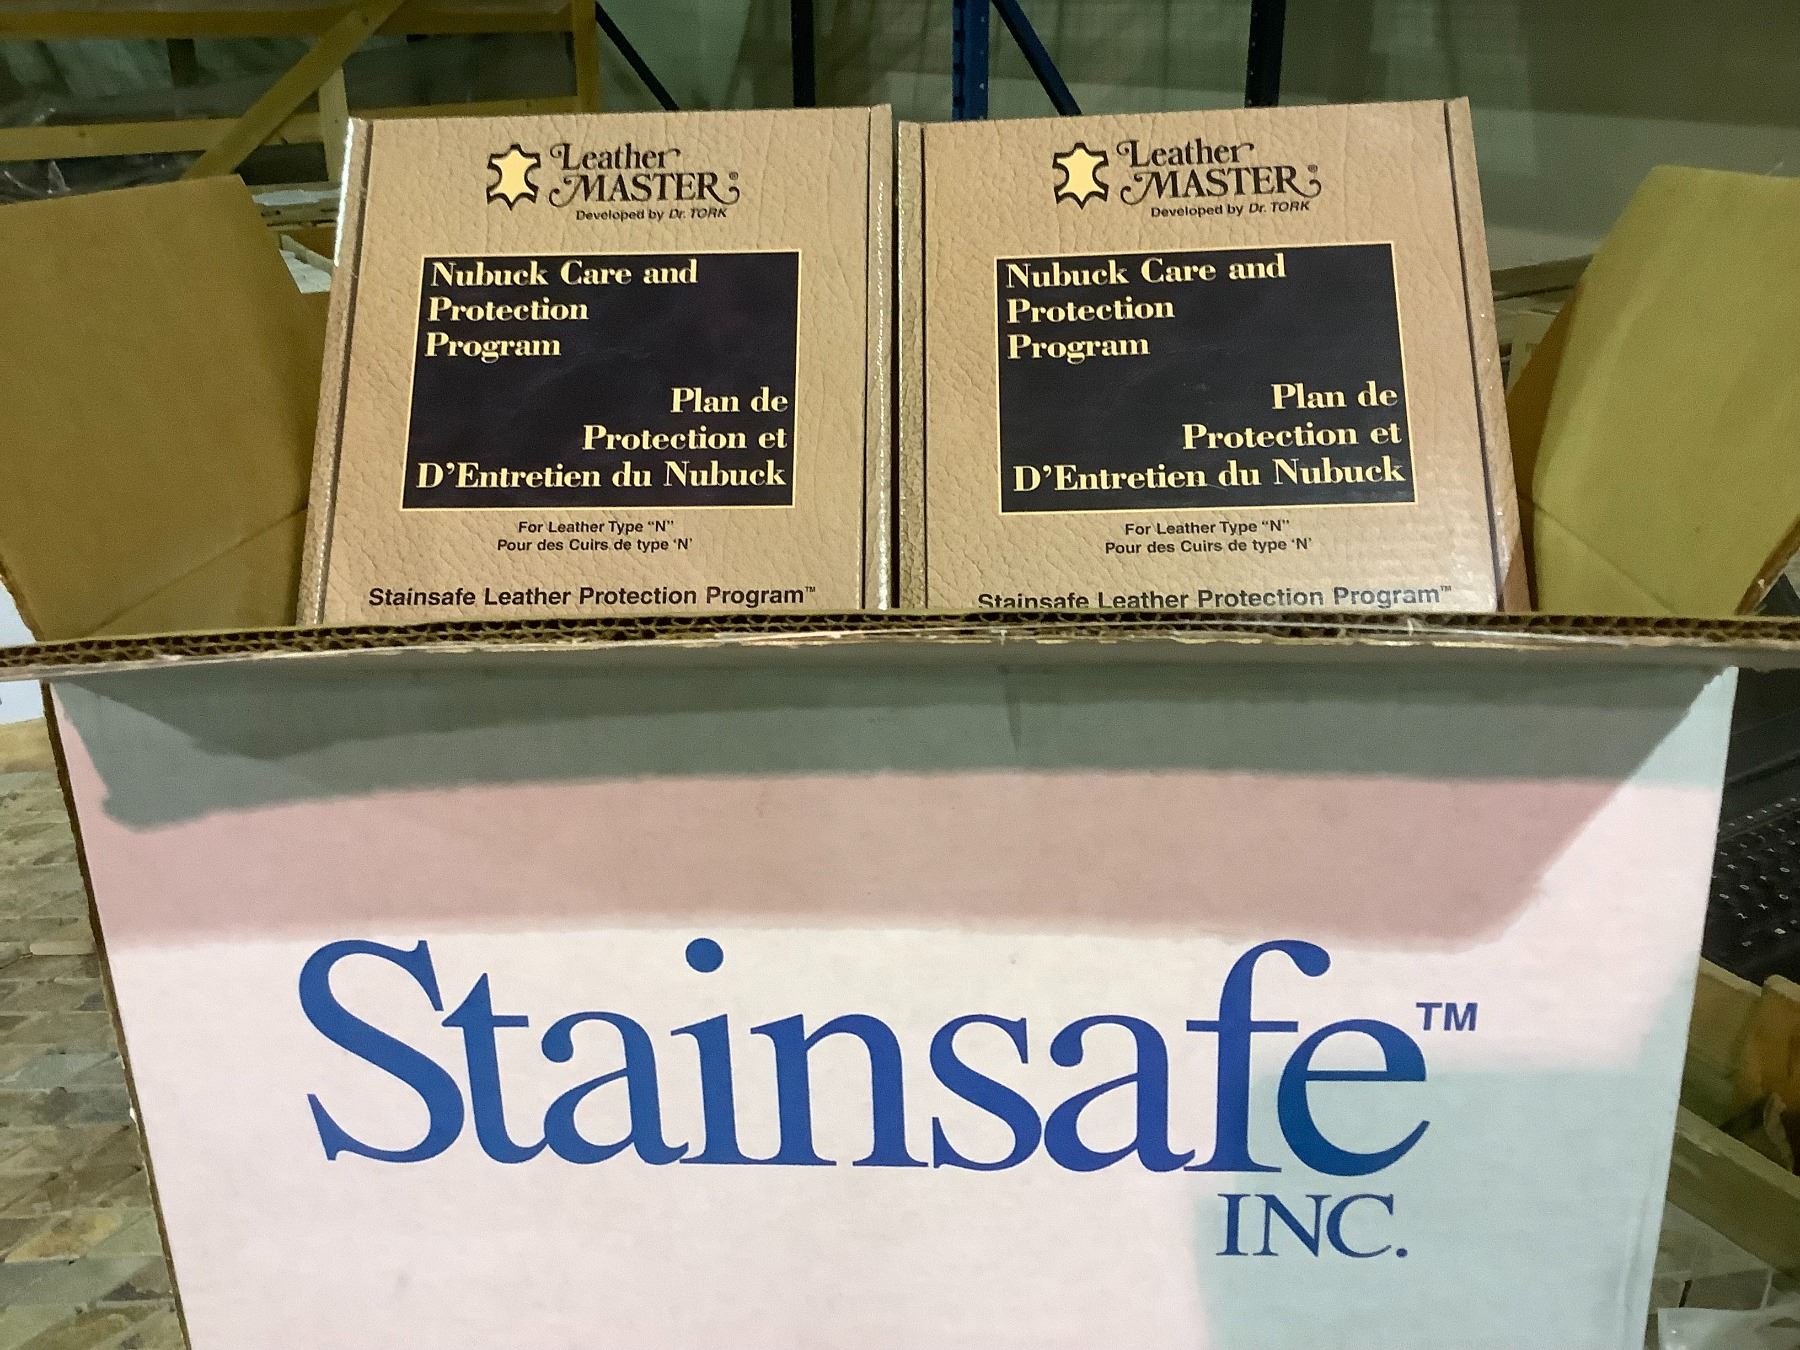 Leather
MASTER®
Developed by Dr. TORK
Nubuck Care and
Protection
Program
Plan de
Protection et
D'Entretien du Nubuck
For Leather Type "N"
Pour des Cuirs de type 'N'
Stainsafe Leather Protection Program™
Leather
MASTER®
Developed by Dr. TORK
Nubuck Care and
Protection
Program
Plan de
Protection et
D'Entretien du Nubuck
For Leather Type "N"
Pour des Cuirs de type 'N'
Stainsafe Leather Protection Program™
Stainsafe™
INC.